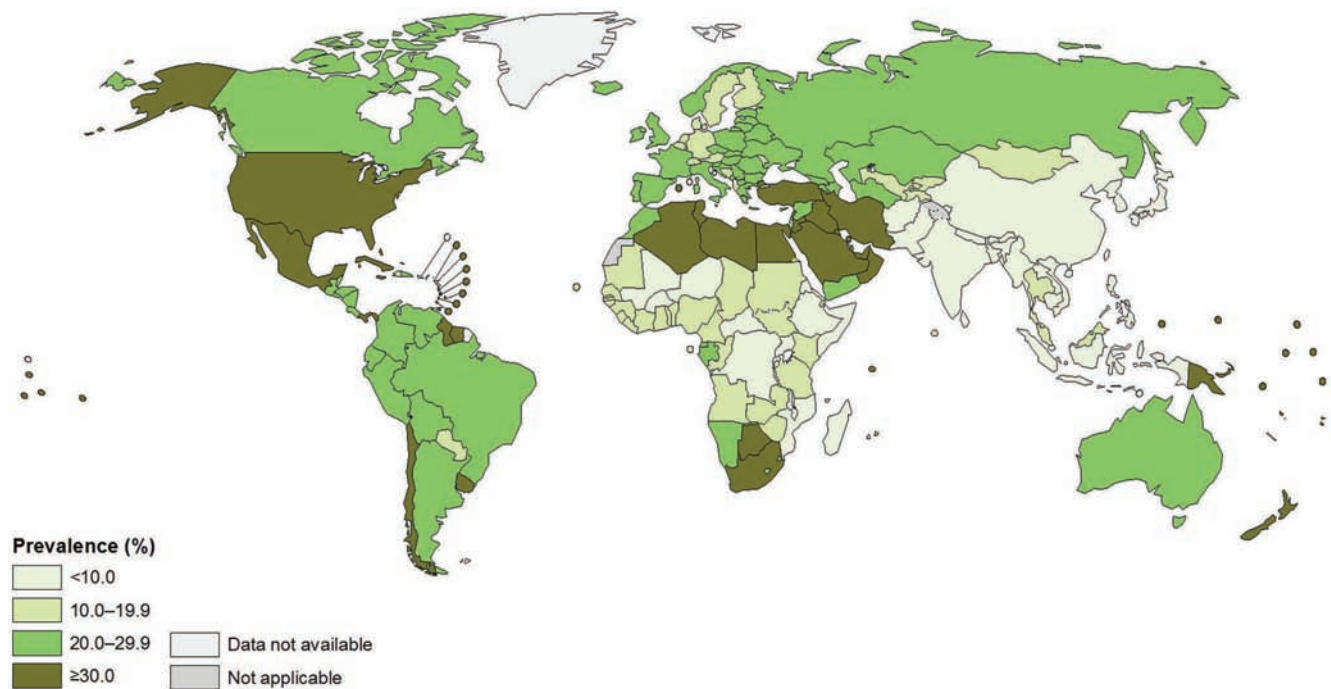 Prevalence (%)
<10.0
10.0–19.9
20.0–29.9
≥30.0
Data not available
Not applicable